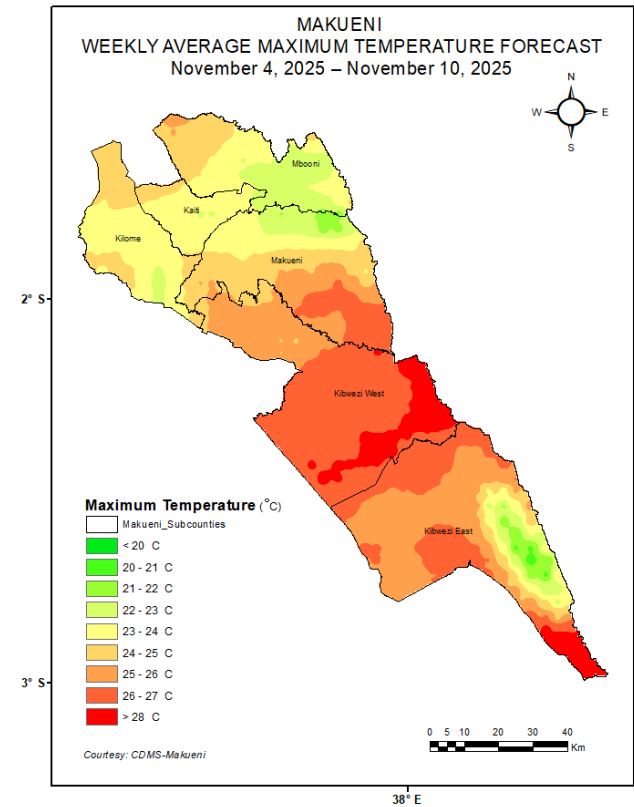 MAKUENI
WEEKLY AVERAGE MAXIMUM TEMPERATURE FORECAST
November 4, 2025 – November 10, 2025
N
W E
S
Mbooni
Kaiti
Kilome
Makueni
2° S
Kibwezi West
Kibwezi East
Maximum Temperature (°C)
Makueni_Subcounties
< 20 C
20 - 21 C
21 - 22 C
22 - 23 C
23 - 24 C
24 - 25 C
25 - 26 C
26 - 27 C
> 28 C
3° S
0 5 10 20 30 40
Km
Courtesy: CDMS-Makueni
38° E